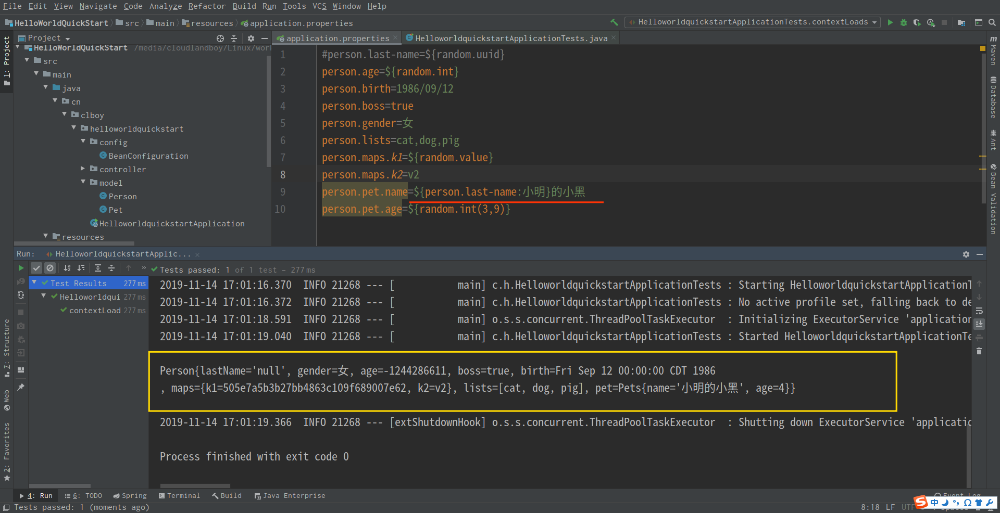 File Edit View Navigate Code Analyze Refactor Build Run Tools VCS Window Help
HelloWorldQuickStart src main resources application.properties
HelloworldquickstartApplicationTests.contextLoads
1: Project
Project
application.properties
HelloworldquickstartApplicationTests.java
HelloWorldQuickStart /media/cloudlandboy/Linux/work
src
main
java
cn
clboy
helloworldquickstart
config
BeanConfiguration
controller
model
Person
Pet
HelloworldquickstartApplication
resources
1 #person.last-name=${random.uuid}
2 person.age=${random.int}
3 person.birth=1986/09/12
4 person.boss=true
5 person.gender=女
6 person.lists=cat,dog,pig
7 person.maps.k1=${random.value}
8 person.maps.k2=v2
9 person.pet.name=${person.last-name:小明}的小黑
10 person.pet.age=${random.int(3,9)}
m Maven
Database
Ant
Bean Validation
Run: HelloworldquickstartApplic...
Tests passed: 1 of 1 test – 277 ms
Test Results 277 ms
Helloworldqui 277 ms
contextLoad 277 ms
2019-11-14 17:01:16.370  INFO 21268 --- [           main] c.h.HelloworldquickstartApplicationTests : Starting HelloworldquickstartApplicationT
2019-11-14 17:01:16.372  INFO 21268 --- [           main] c.h.HelloworldquickstartApplicationTests : No active profile set, falling back to de
2019-11-14 17:01:18.591  INFO 21268 --- [           main] o.s.s.concurrent.ThreadPoolTaskExecutor  : Initializing ExecutorService 'application
2019-11-14 17:01:19.040  INFO 21268 --- [           main] c.h.HelloworldquickstartApplicationTests : Started HelloworldquickstartApplicationTe
Person{lastName='null', gender=女, age=-1244286611, boss=true, birth=Fri Sep 12 00:00:00 CDT 1986
, maps={k1=505e7a5b3b27bb4863c109f689007e62, k2=v2}, lists=[cat, dog, pig], pet=Pets{name='小明的小黑', age=4}}
2019-11-14 17:01:19.366  INFO 21268 --- [extShutdownHook] o.s.s.concurrent.ThreadPoolTaskExecutor  : Shutting down ExecutorService 'applicatio
Process finished with exit code 0
7: Structure
Web
2: Favorites
4: Run 6: TODO Spring Terminal Build Java Enterprise Event Log
Tests passed: 1 (moments ago)
8:18 LF UTF
S 中